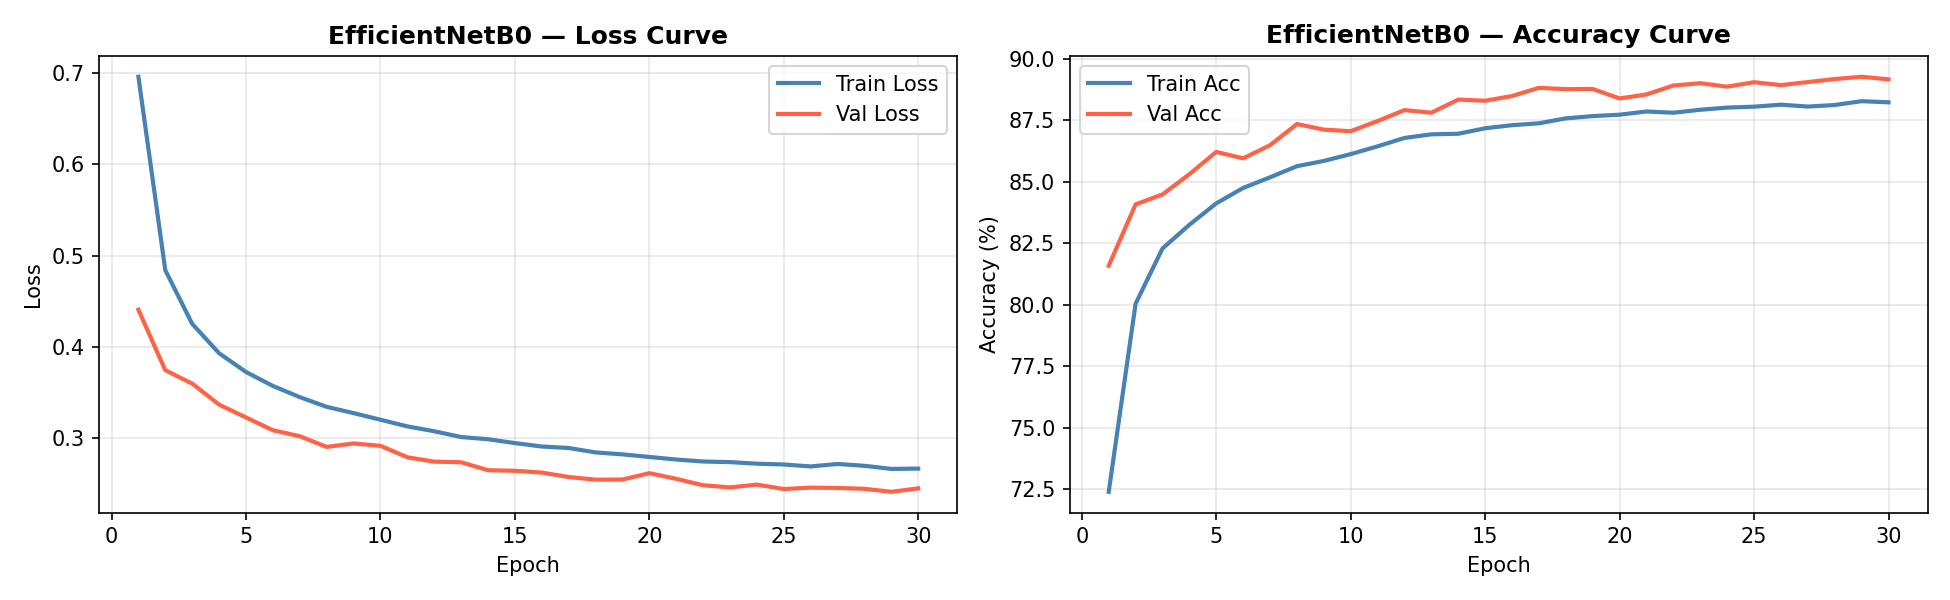 EfficientNetB0 — Loss Curve
Train Loss
Val Loss
0.7
0.6
0.5
0.4
0.3
Loss
0 5 10 15 20 25 30
Epoch
EfficientNetB0 — Accuracy Curve
Train Acc
Val Acc
90.0
87.5
85.0
82.5
80.0
77.5
75.0
72.5
Accuracy (%)
0 5 10 15 20 25 30
Epoch